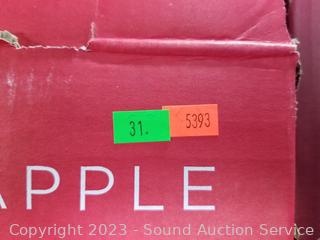 31. 5393
APPLE
Copyright © 2023 - Sound Auction Service